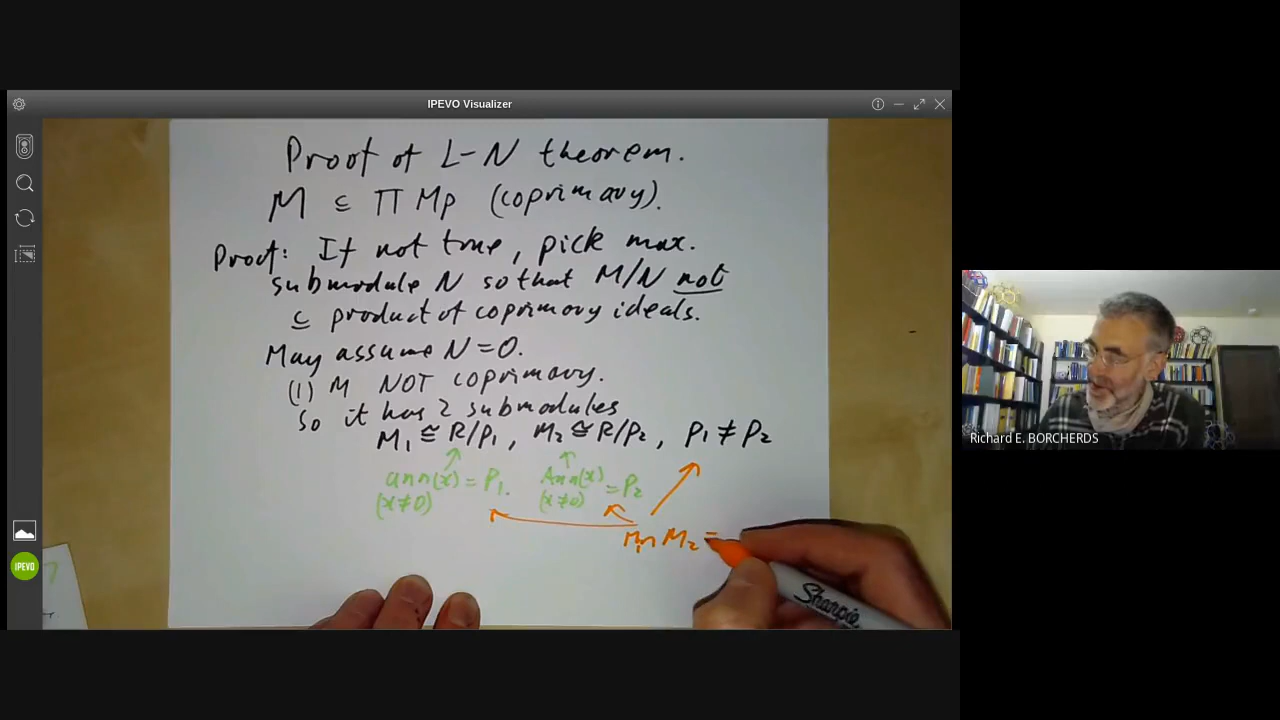 IPEVO Visualizer
Proof of L-N theorem.
M ⊆ Π Mp (coprimary).
Proof: If not true, pick max.
submodule N so that M/N not
⊆ product of coprimary ideals.
May assume N=0.
(1) M NOT coprimary.
So it has 2 submodules
M₁ ≅ R/P₁, M₂ ≅ R/P₂, P₁ ≠ P₂
ann(x) = P₁. Ann(x) = P₂
(x≠0) (x≠0)
M₁∩M₂ =
Sharpie
IPEVO
Richard E. BORCHERDS